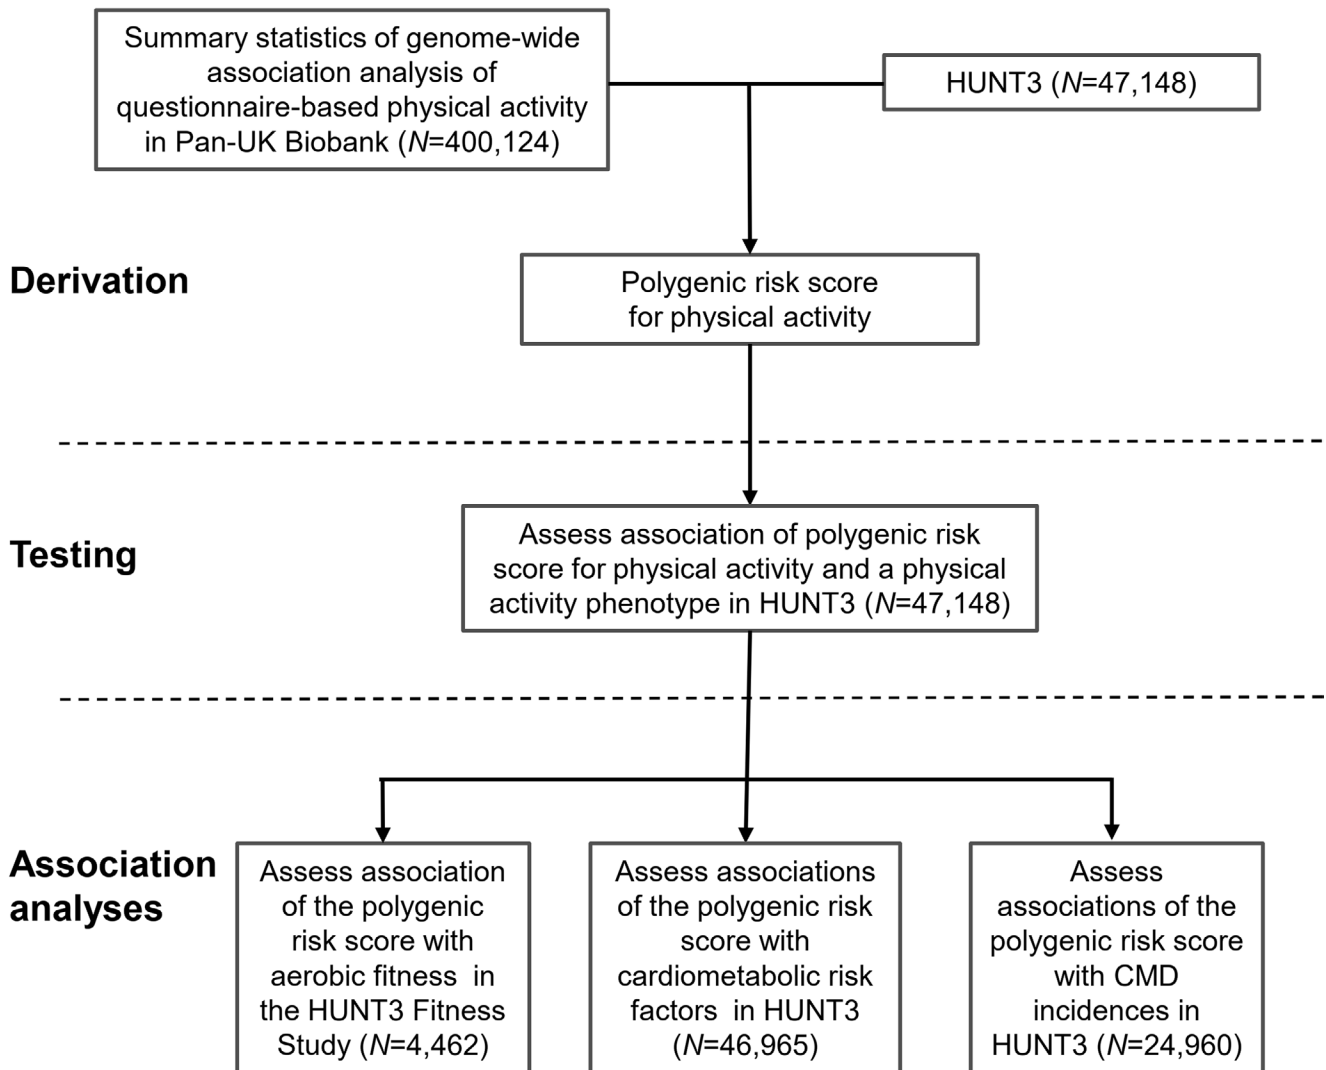 Summary statistics of genome-wide
association analysis of
questionnaire-based physical activity
in Pan-UK Biobank (N=400,124)
HUNT3 (N=47,148)
Derivation
Polygenic risk score
for physical activity
Testing
Assess association of polygenic risk
score for physical activity and a physical
activity phenotype in HUNT3 (N=47,148)
Association
analyses
Assess association
of the polygenic
risk score with
aerobic fitness in
the HUNT3 Fitness
Study (N=4,462)
Assess associations
of the polygenic risk
score with
cardiometabolic risk
factors in HUNT3
(N=46,965)
Assess
associations of the
polygenic risk score
with CMD
incidences in
HUNT3 (N=24,960)